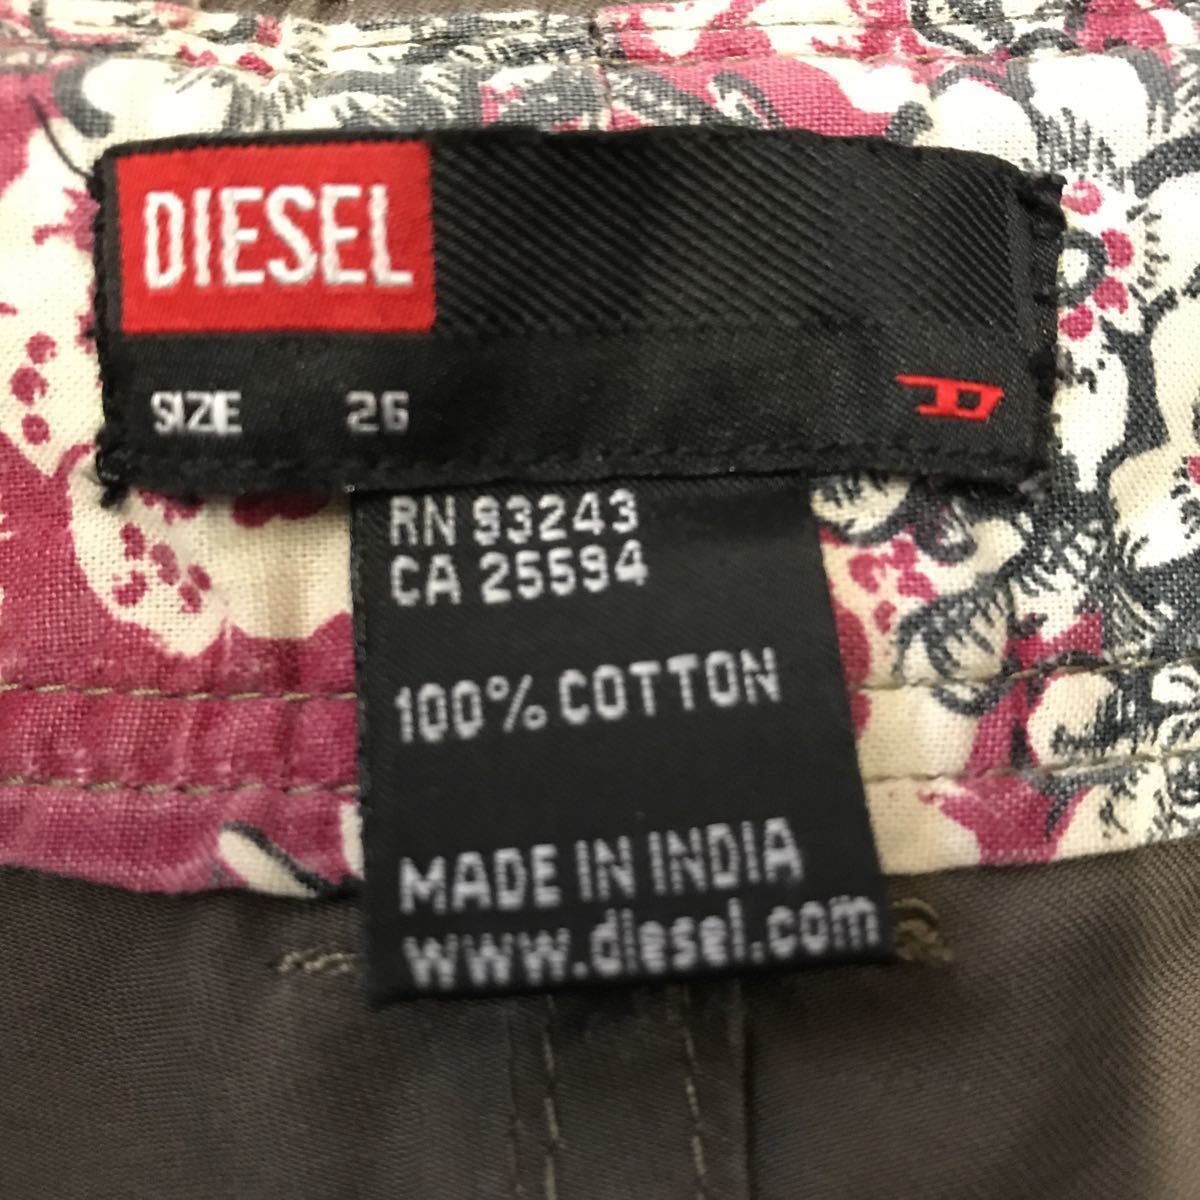 DIESEL
SIZE 26
RN 93243
CA 25594
100% COTTON
MADE IN INDIA
www.diesel.com